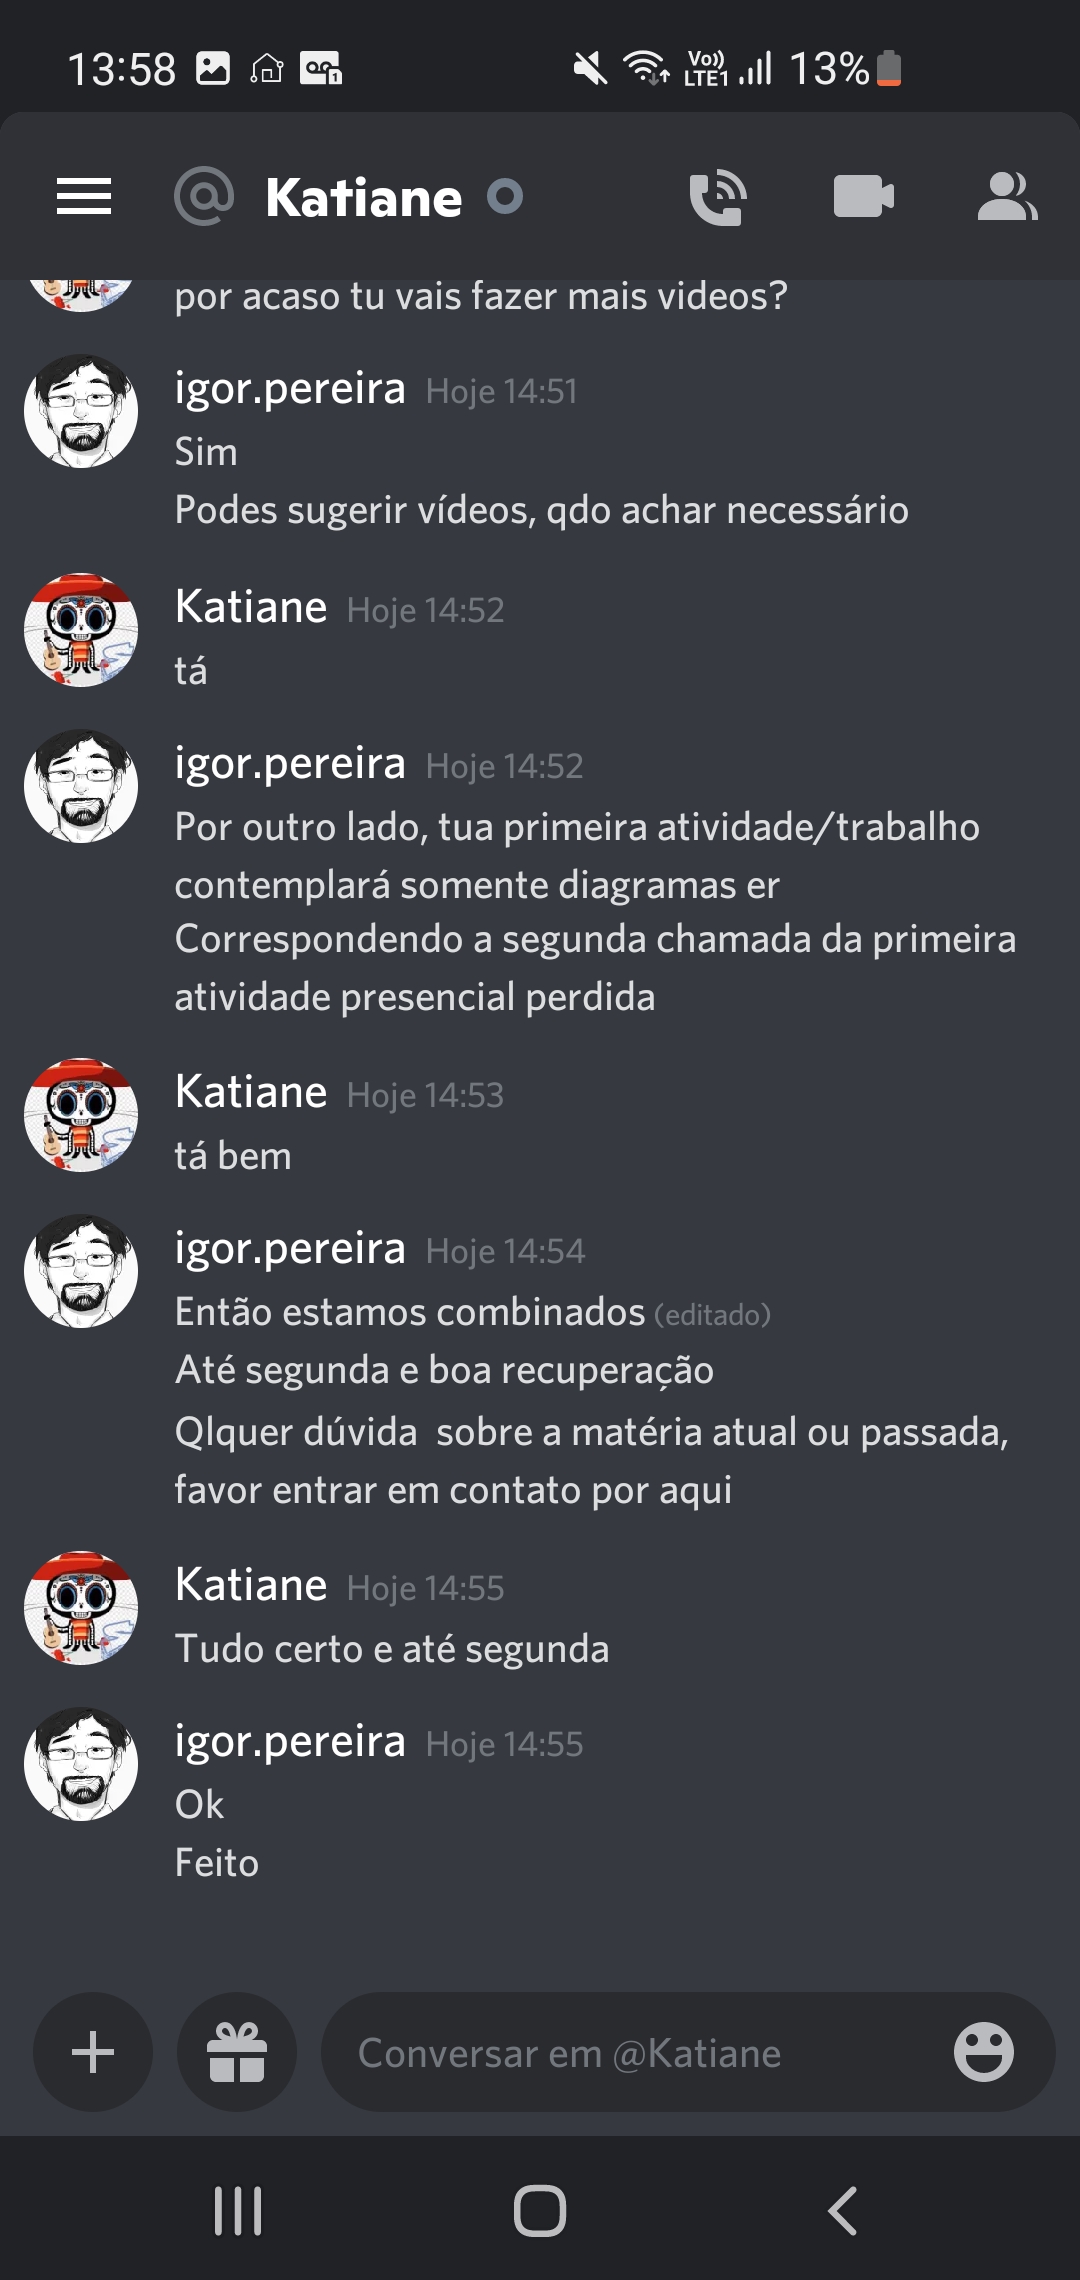 13:58
Vo))
LTE1
13%
@ Katiane
por acaso tu vais fazer mais videos?
igor.pereira Hoje 14:51
Sim
Podes sugerir vídeos, qdo achar necessário
Katiane Hoje 14:52
tá
igor.pereira Hoje 14:52
Por outro lado, tua primeira atividade/trabalho
contemplará somente diagramas er
Correspondendo a segunda chamada da primeira
atividade presencial perdida
Katiane Hoje 14:53
tá bem
igor.pereira Hoje 14:54
Então estamos combinados (editado)
Até segunda e boa recuperação
Qlquer dúvida  sobre a matéria atual ou passada,
favor entrar em contato por aqui
Katiane Hoje 14:55
Tudo certo e até segunda
igor.pereira Hoje 14:55
Ok
Feito
Conversar em @Katiane